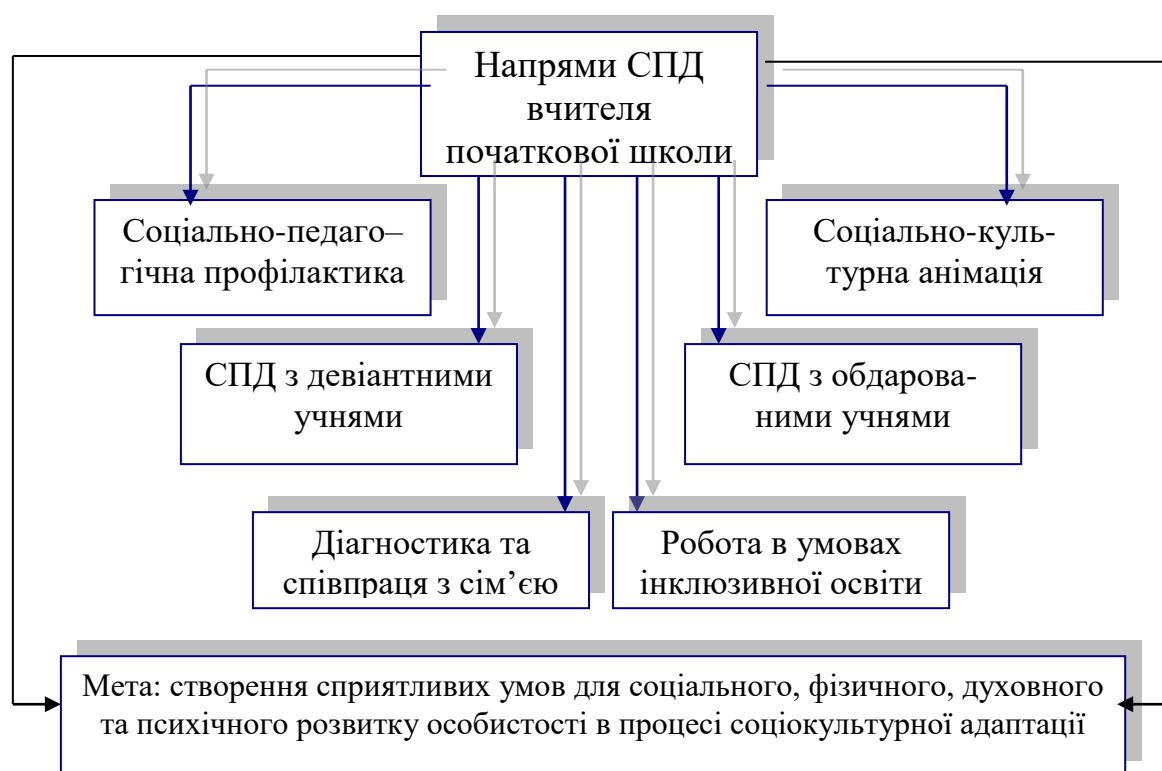 Напрями СПД
вчителя
початкової школи
Соціально-педаго–
гічна профілактика
Соціально-куль-
турна анімація
СПД з девіантними
учнями
СПД з обдарова-
ними учнями
Діагностика та
співпраця з сім’єю
Робота в умовах
інклюзивної освіти
Мета: створення сприятливих умов для соціального, фізичного, духовного
та психічного розвитку особистості в процесі соціокультурної адаптації